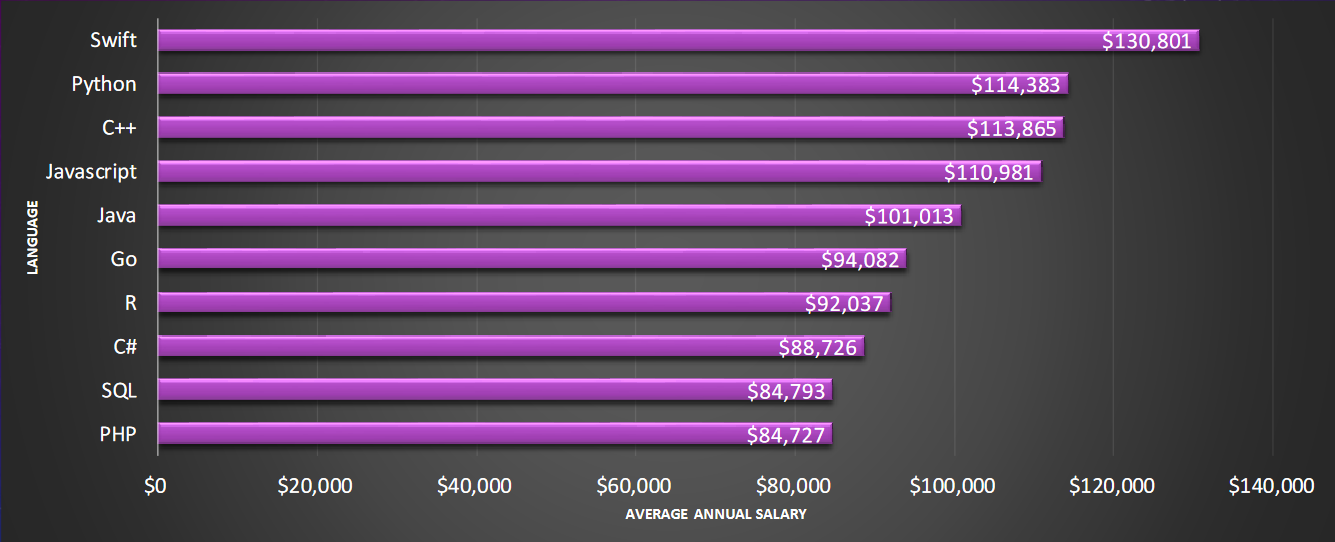 Swift $130,801
Python $114,383
C++ $113,865
Javascript $110,981
Java $101,013
Go $94,082
R $92,037
C# $88,726
SQL $84,793
PHP $84,727
LANGUAGE
$0 $20,000 $40,000 $60,000 $80,000 $100,000 $120,000 $140,000
AVERAGE ANNUAL SALARY